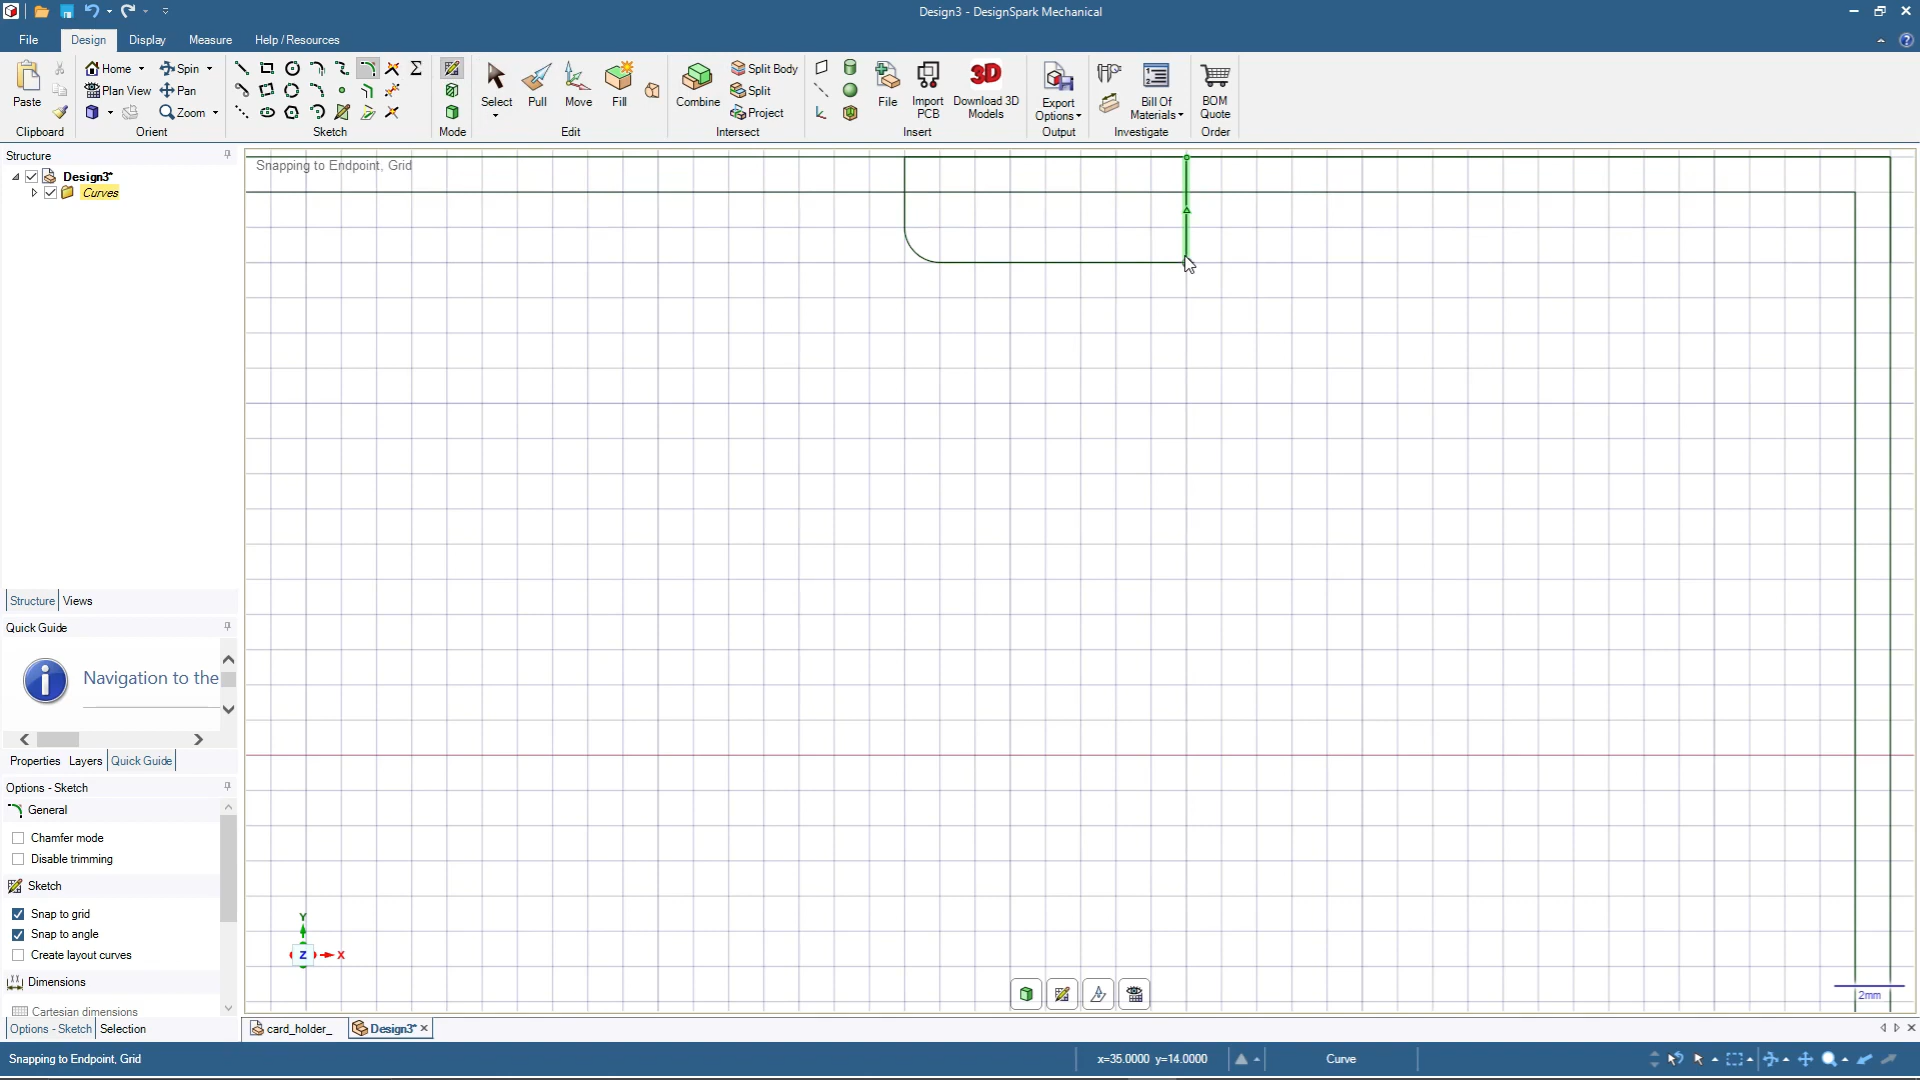 Design3 - DesignSpark Mechanical
File Design Display Measure Help / Resources
Paste
Clipboard
Home
Spin
Plan View
Pan
Zoom
Orient
Sketch
Mode
Select
Pull
Move
Fill
Edit
Combine
Split Body
Split
Project
Intersect
File
Import
PCB
Download 3D
Models
3D
Insert
Export
Options
Output
Bill Of
Materials
Investigate
BOM
Quote
Order
Structure
Design3*
Curves
Snapping to Endpoint, Grid
Structure Views
Quick Guide
Navigation to the
Properties Layers Quick Guide
Options - Sketch
General
Chamfer mode
Disable trimming
Sketch
Snap to grid
Snap to angle
Create layout curves
Dimensions
Cartesian dimensions
Options - Sketch Selection
Y
Z
X
2mm
card_holder_
Design3*
Snapping to Endpoint, Grid
x=35.0000 y=14.0000
Curve